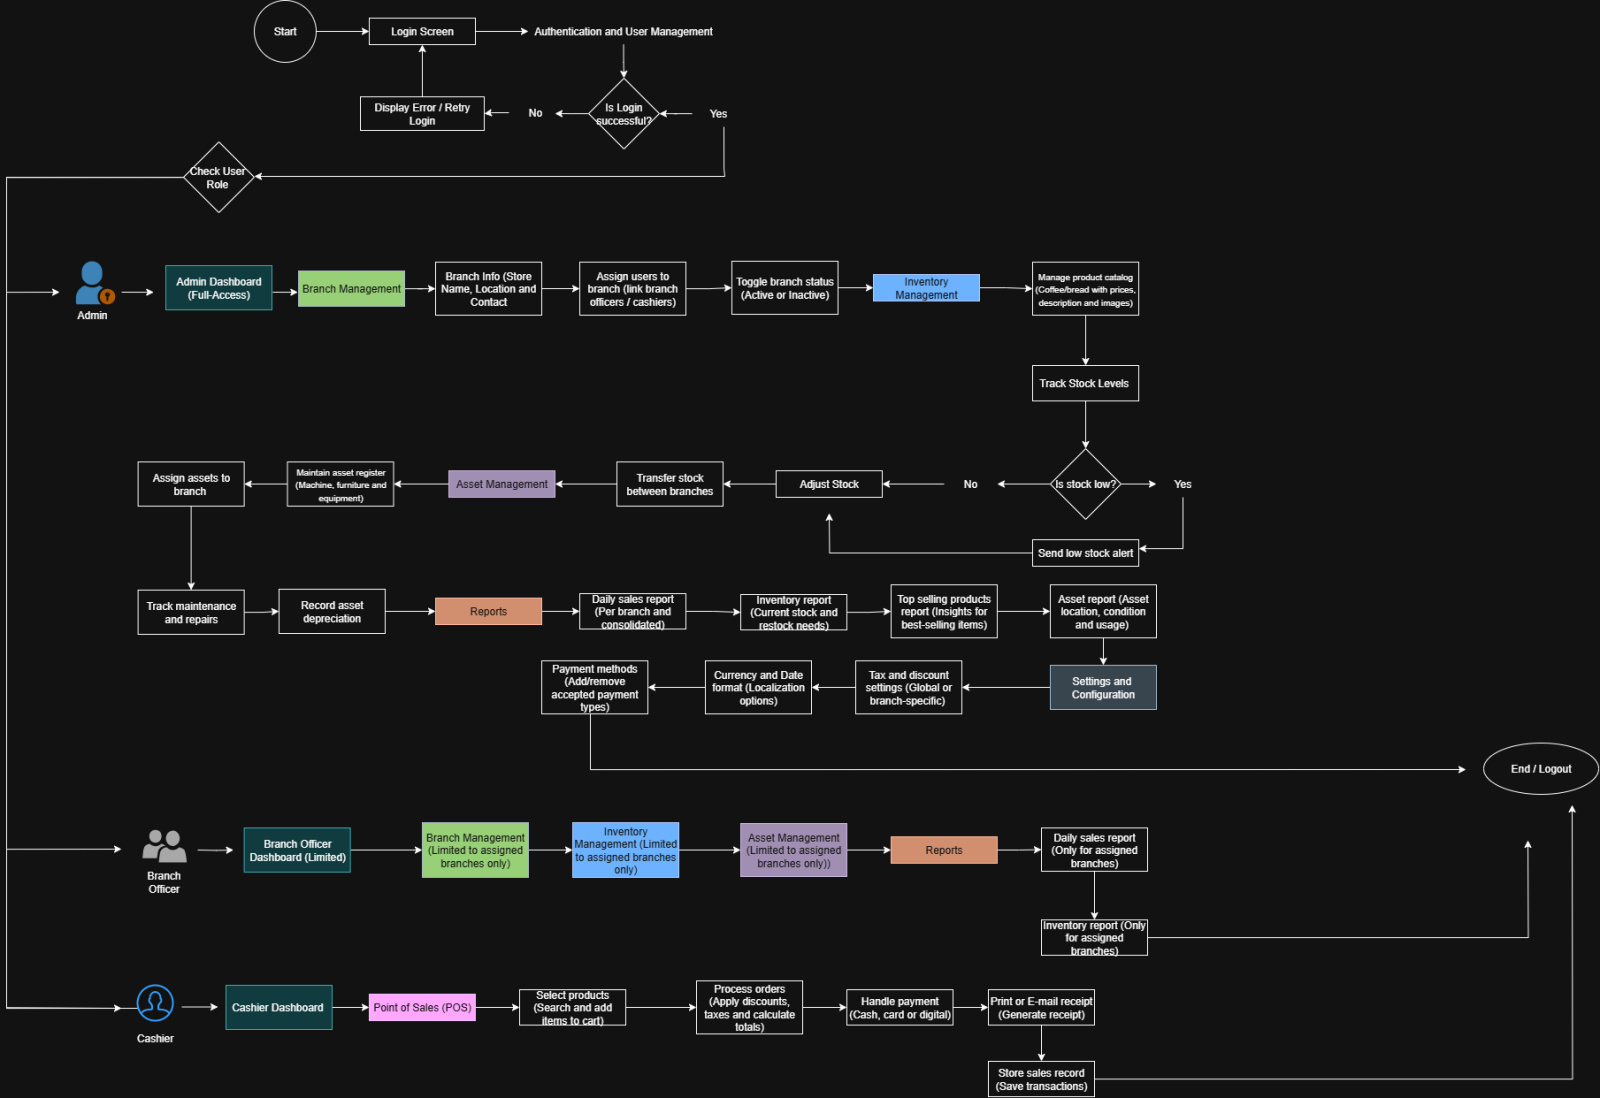 Start
Login Screen
Authentication and User Management
Display Error / Retry
Login
No
Is Login
successful?
Yes
Check User
Role
Admin
Admin Dashboard
(Full-Access)
Branch Management
Branch Info (Store
Name, Location and
Contact
Assign users to
branch (link branch
officers / cashiers)
Toggle branch status
(Active or Inactive)
Inventory
Management
Manage product catalog
(Coffee/bread with prices,
description and images)
Track Stock Levels
Assign assets to
branch
Maintain asset register
(Machine, furniture and
equipment)
Asset Management
Transfer stock
between branches
Adjust Stock
No
Is stock low?
Yes
Send low stock alert
Track maintenance
and repairs
Record asset
depreciation
Reports
Daily sales report
(Per branch and
consolidated)
Inventory report
(Current stock and
restock needs)
Top selling products
report (Insights for
best-selling items)
Asset report (Asset
location, condition
and usage)
Payment methods
(Add/remove
accepted payment
types)
Currency and Date
format (Localization
options)
Tax and discount
settings (Global or
branch-specific)
Settings and
Configuration
End / Logout
Branch
Officer
Branch Officer
Dashboard (Limited)
Branch Management
(Limited to assigned
branches only)
Inventory
Management (Limited
to assigned branches
only)
Asset Management
(Limited to assigned
branches only))
Reports
Daily sales report
(Only for assigned
branches)
Inventory report (Only
for assigned
branches)
Cashier
Cashier Dashboard
Point of Sales (POS)
Select products
(Search and add
items to cart)
Process orders
(Apply discounts,
taxes and calculate
totals)
Handle payment
(Cash, card or digital)
Print or E-mail receipt
(Generate receipt)
Store sales record
(Save transactions)